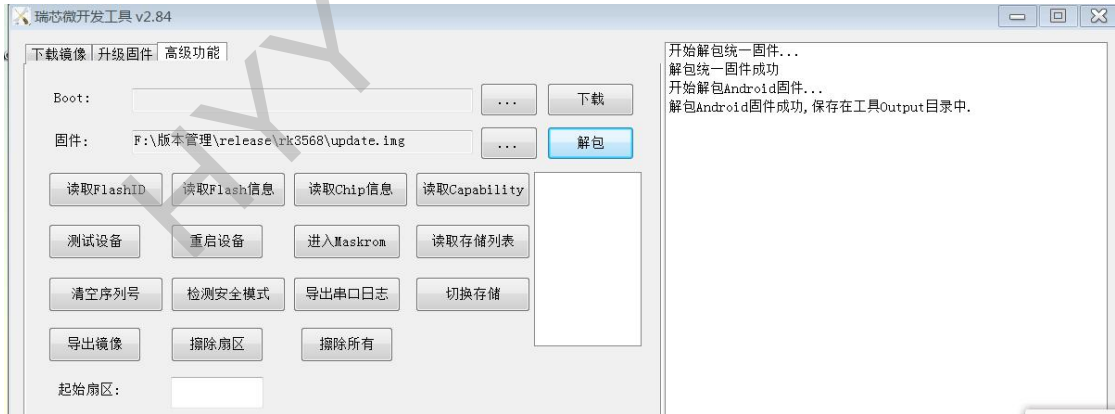 瑞芯微开发工具 v2.84
下载镜像 升级固件 高级功能
Boot: ... 下载
固件: F:\版本管理\release\rk3568\update.img ... 解包
读取FlashID 读取Flash信息 读取Chip信息 读取Capability
测试设备 重启设备 进入Maskrom 读取存储列表
清空序列号 检测安全模式 导出串口日志 切换存储
导出镜像 擦除扇区 擦除所有
起始扇区:
开始解包统一固件...
解包统一固件成功
开始解包Android固件...
解包Android固件成功,保存在工具Output目录中.
HYY